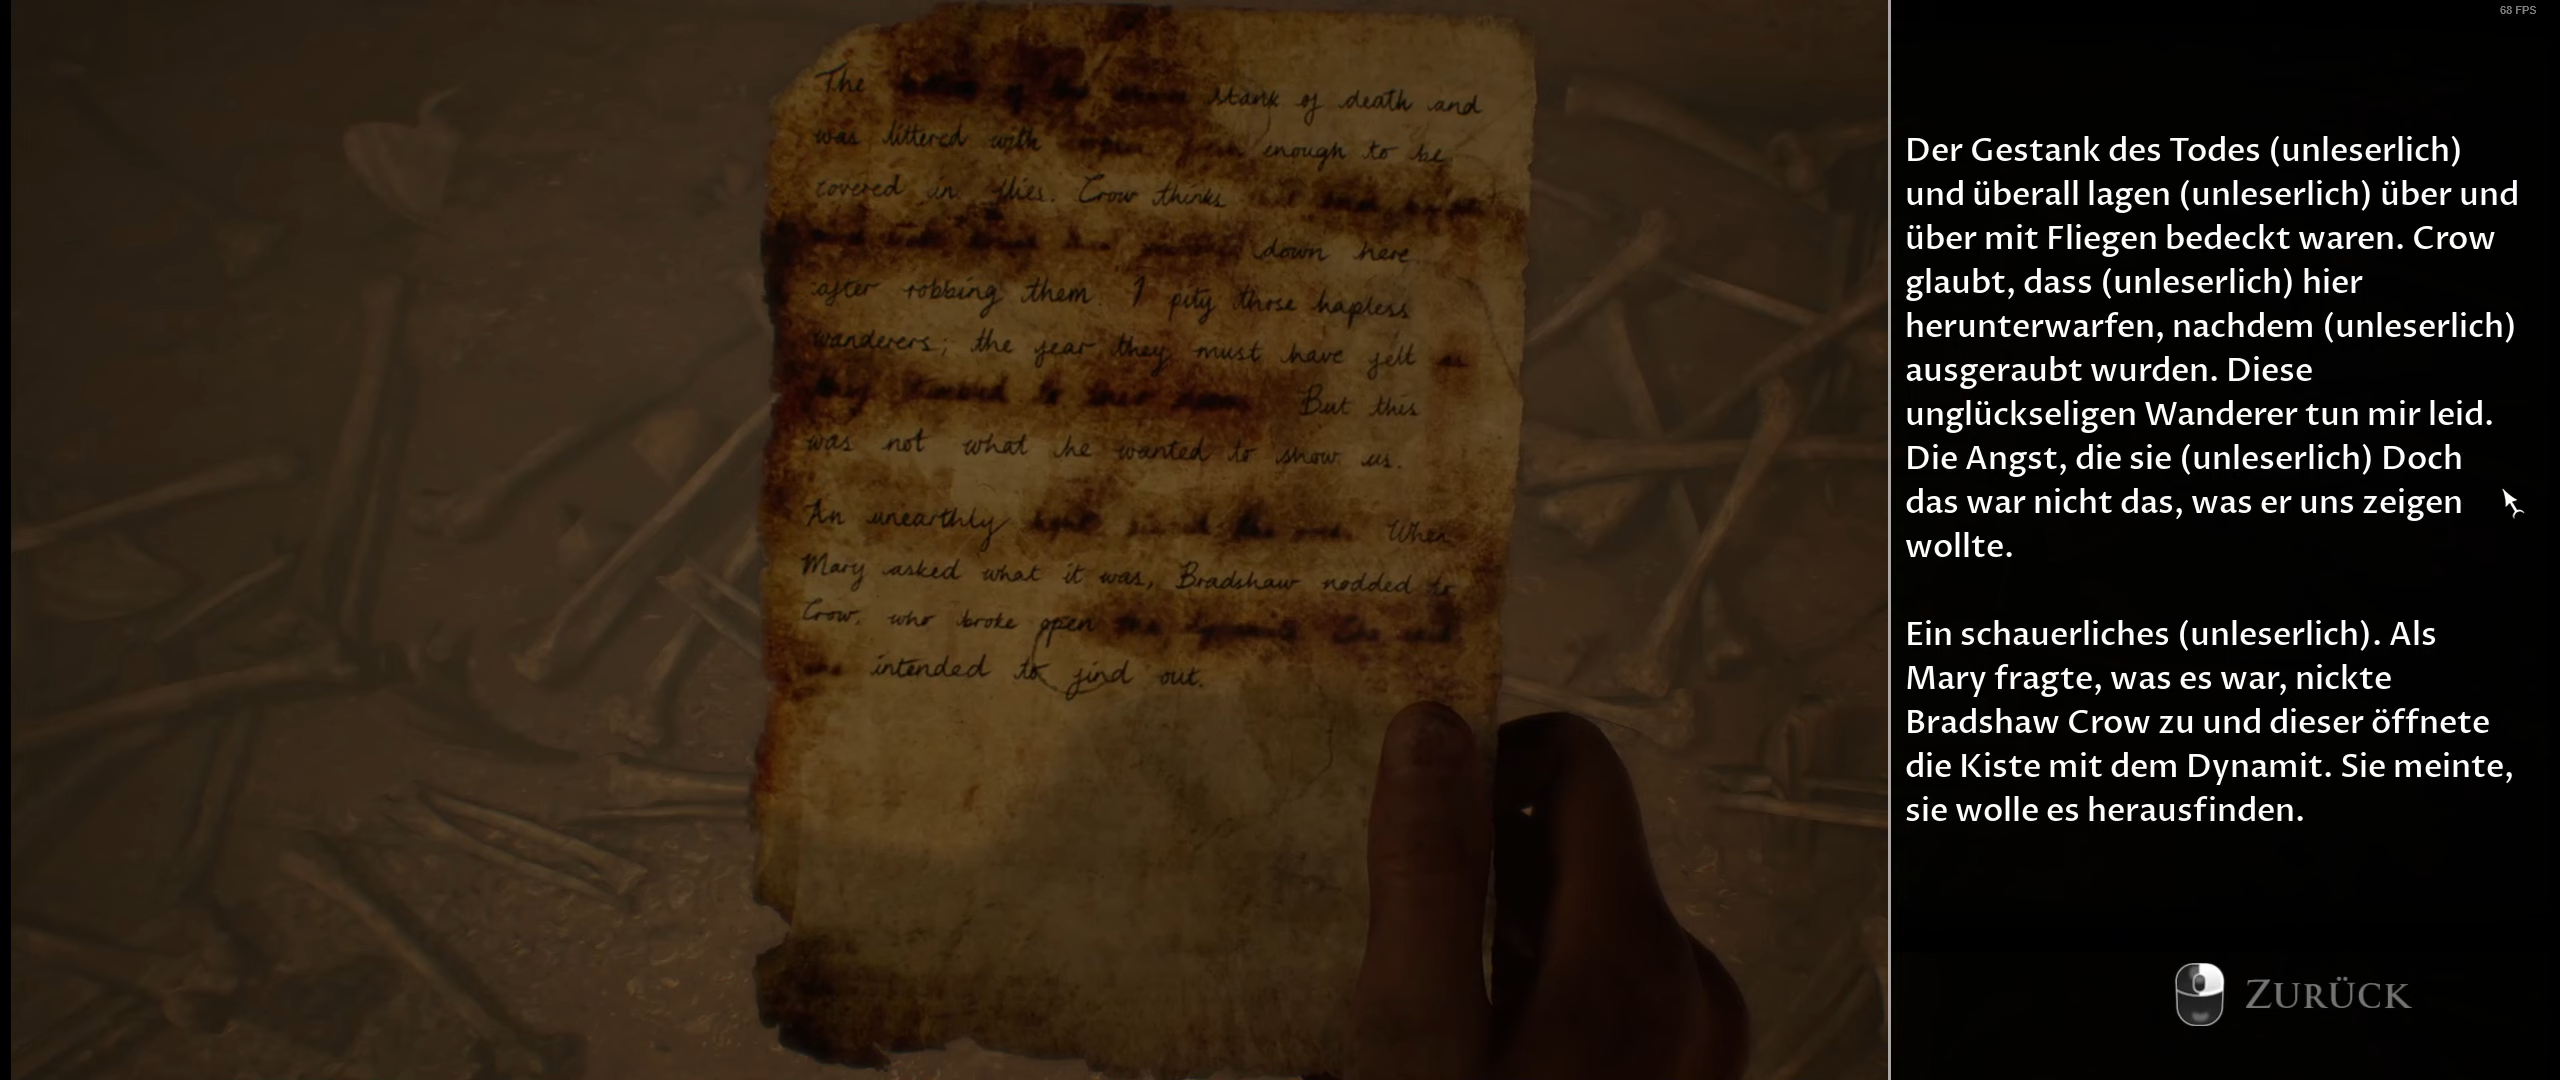 68 FPS
The stank of death and
was littered with enough to be
covered in flies. Crow thinks
down here
after robbing them I pity those hapless
wanderers; the fear they must have felt
But this
was not what he wanted to show us.
An unearthly When
Mary asked what it was, Bradshaw nodded to
Crow, who broke open
intended to find out.
Der Gestank des Todes (unleserlich)
und überall lagen (unleserlich) über und
über mit Fliegen bedeckt waren. Crow
glaubt, dass (unleserlich) hier
herunterwarfen, nachdem (unleserlich)
ausgeraubt wurden. Diese
unglückseligen Wanderer tun mir leid.
Die Angst, die sie (unleserlich) Doch
das war nicht das, was er uns zeigen
wollte.
Ein schauerliches (unleserlich). Als
Mary fragte, was es war, nickte
Bradshaw Crow zu und dieser öffnete
die Kiste mit dem Dynamit. Sie meinte,
sie wolle es herausfinden.
ZURÜCK